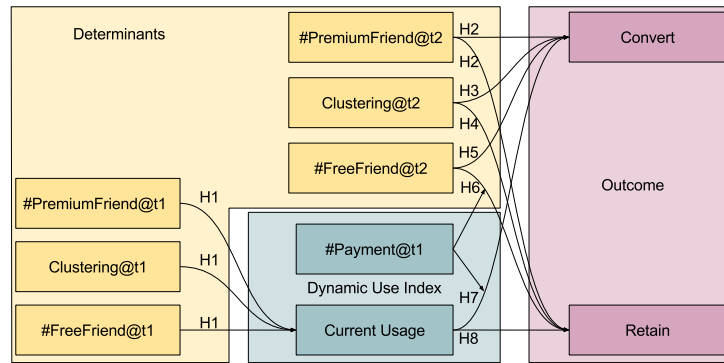 Determinants
#PremiumFriend@t2
H2
Convert
H2
Clustering@t2
H3
H4
#FreeFriend@t2
H5
H6
#PremiumFriend@t1
H1
Outcome
#Payment@t1
Clustering@t1
H1
Dynamic Use Index
H7
#FreeFriend@t1
H1
Current Usage
H8
Retain